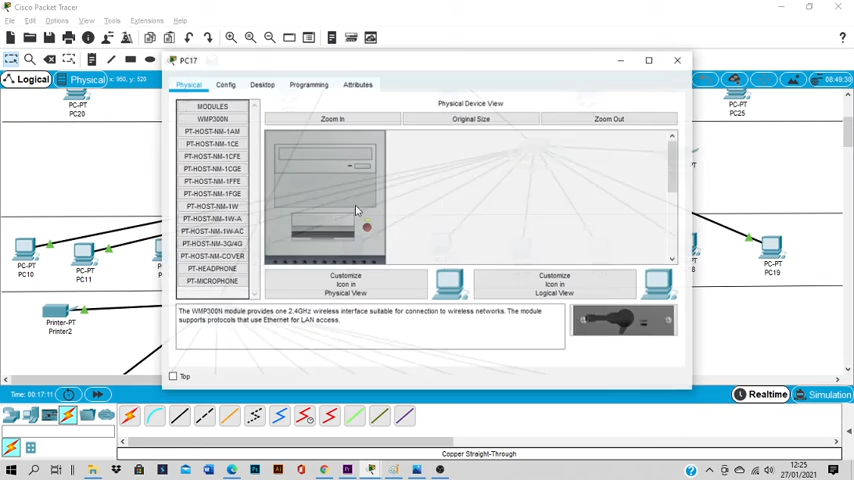 Cisco Packet Tracer
File Edit Options View Tools Extensions Help
PC17
Logical
Physical
x: 960, y: 520
08:49:30
Physical Config Desktop Programming Attributes
MODULES
WMP300N
PT-HOST-NM-1AM
PT-HOST-NM-1CE
PT-HOST-NM-1CFE
PT-HOST-NM-1CGE
PT-HOST-NM-1FFE
PT-HOST-NM-1FGE
PT-HOST-NM-1W
PT-HOST-NM-1W-A
PT-HOST-NM-1W-AC
PT-HOST-NM-3G/4G
PT-HOST-NM-COVER
PT-HEADPHONE
PT-MICROPHONE
Physical Device View
Zoom In Original Size Zoom Out
Customize
Icon in
Physical View
Customize
Icon in
Logical View
The WMP300N module provides one 2.4GHz wireless interface suitable for connection to wireless networks. The module
supports protocols that use Ethernet for LAN access.
Top
PC-PT
PC20
PC-PT
PC25
PC-PT
PC10
PC-PT
PC11
PC-PT
PC19
Printer-PT
Printer2
Time: 00:17:11
Realtime
Simulation
Copper Straight-Through
12:25
27/01/2021